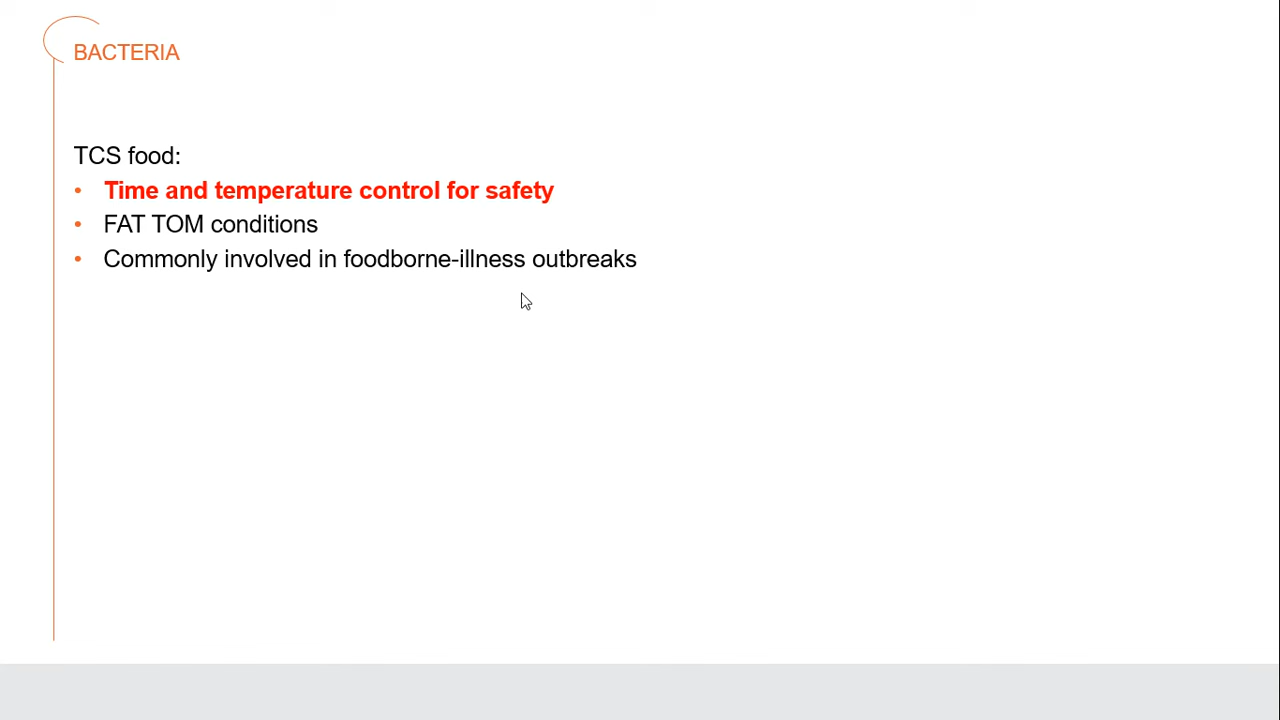 BACTERIA
TCS food:
• Time and temperature control for safety
• FAT TOM conditions
• Commonly involved in foodborne-illness outbreaks